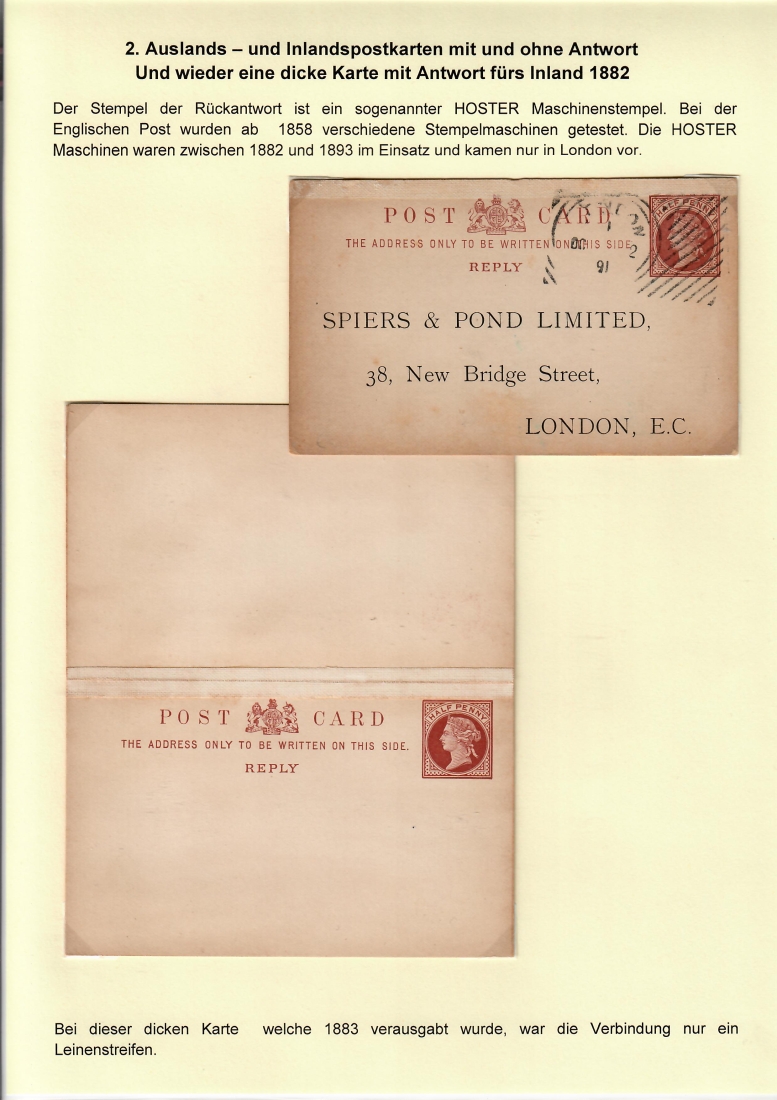 2. Auslands – und Inlandspostkarten mit und ohne Antwort
Und wieder eine dicke Karte mit Antwort fürs Inland 1882
Der Stempel der Rückantwort ist ein sogenannter HOSTER Maschinenstempel. Bei der
Englischen Post wurden ab 1858 verschiedene Stempelmaschinen getestet. Die HOSTER
Maschinen waren zwischen 1882 und 1893 im Einsatz und kamen nur in London vor.
POST CARD
THE ADDRESS ONLY TO BE WRITTEN ON THIS SIDE
REPLY
HALF PENNY
1
2
91
SPIERS & POND LIMITED,
38, New Bridge Street,
LONDON, E.C.
POST CARD
THE ADDRESS ONLY TO BE WRITTEN ON THIS SIDE.
REPLY
HALF PENNY
Bei dieser dicken Karte welche 1883 verausgabt wurde, war die Verbindung nur ein
Leinenstreifen.